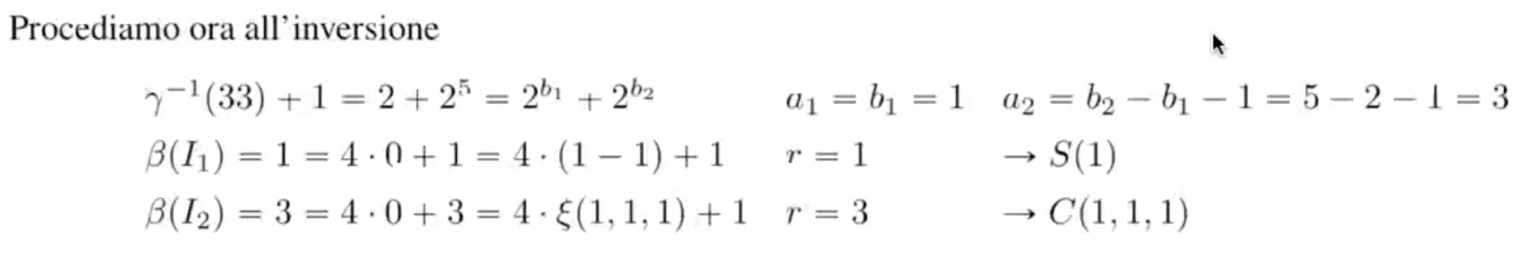 Procediamo ora all'inversione
γ⁻¹(33) + 1 = 2 + 2⁵ = 2^{b₁} + 2^{b₂} a₁ = b₁ = 1 a₂ = b₂ − b₁ − 1 = 5 − 2 − 1 = 3
β(I₁) = 1 = 4 · 0 + 1 = 4 · (1 − 1) + 1 r = 1 → S(1)
β(I₂) = 3 = 4 · 0 + 3 = 4 · ξ(1, 1, 1) + 1 r = 3 → C(1, 1, 1)